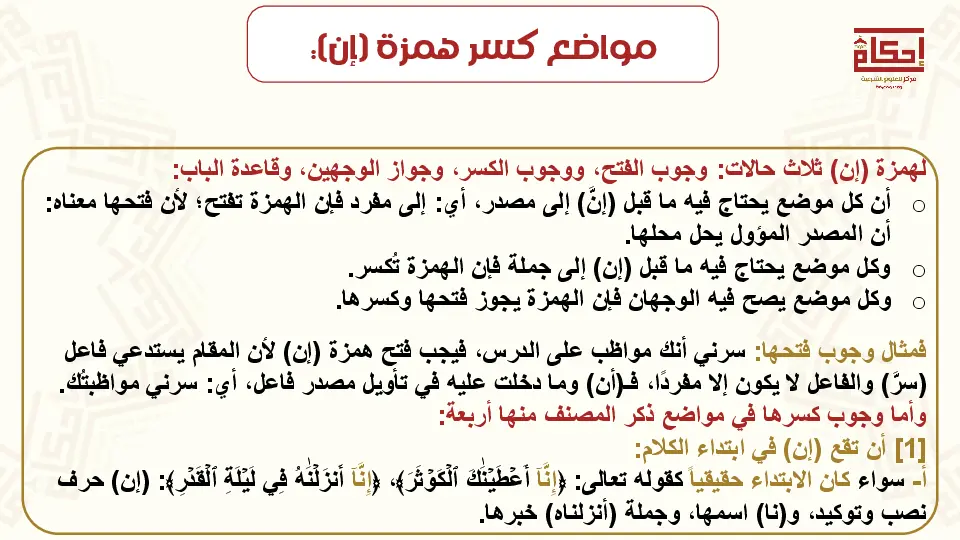 مواضع كسر همزة (إن):
إحكام
مركز للعلوم الشرعية
لهمزة (إن) ثلاث حالات: وجوب الفتح، ووجوب الكسر، وجواز الوجهين، وقاعدة الباب:
○ أن كل موضع يحتاج فيه ما قبل (إنَّ) إلى مصدر، أي: إلى مفرد فإن الهمزة تفتح؛ لأن فتحها معناه:
أن المصدر المؤول يحل محلها.
○ وكل موضع يحتاج فيه ما قبل (إن) إلى جملة فإن الهمزة تُكسر.
○ وكل موضع يصح فيه الوجهان فإن الهمزة يجوز فتحها وكسرها.
فمثال وجوب فتحها: سرني أنك مواظب على الدرس، فيجب فتح همزة (إن) لأن المقام يستدعي فاعل
(سرَّ) والفاعل لا يكون إلا مفردًا، فـ(أن) وما دخلت عليه في تأويل مصدر فاعل، أي: سرني مواظبتُك.
وأما وجوب كسرها في مواضع ذكر المصنف منها أربعة:
[1] أن تقع (إن) في ابتداء الكلام:
أ- سواء كان الابتداء حقيقياً كقوله تعالى: ﴿إِنَّآ أَعۡطَيۡنَٰكَ ٱلۡكَوۡثَرَ﴾، ﴿إِنَّآ أَنزَلۡنَٰهُ فِي لَيۡلَةِ ٱلۡقَدۡرِ﴾: (إن) حرف
نصب وتوكيد، و(نا) اسمها، وجملة (أنزلناه) خبرها.